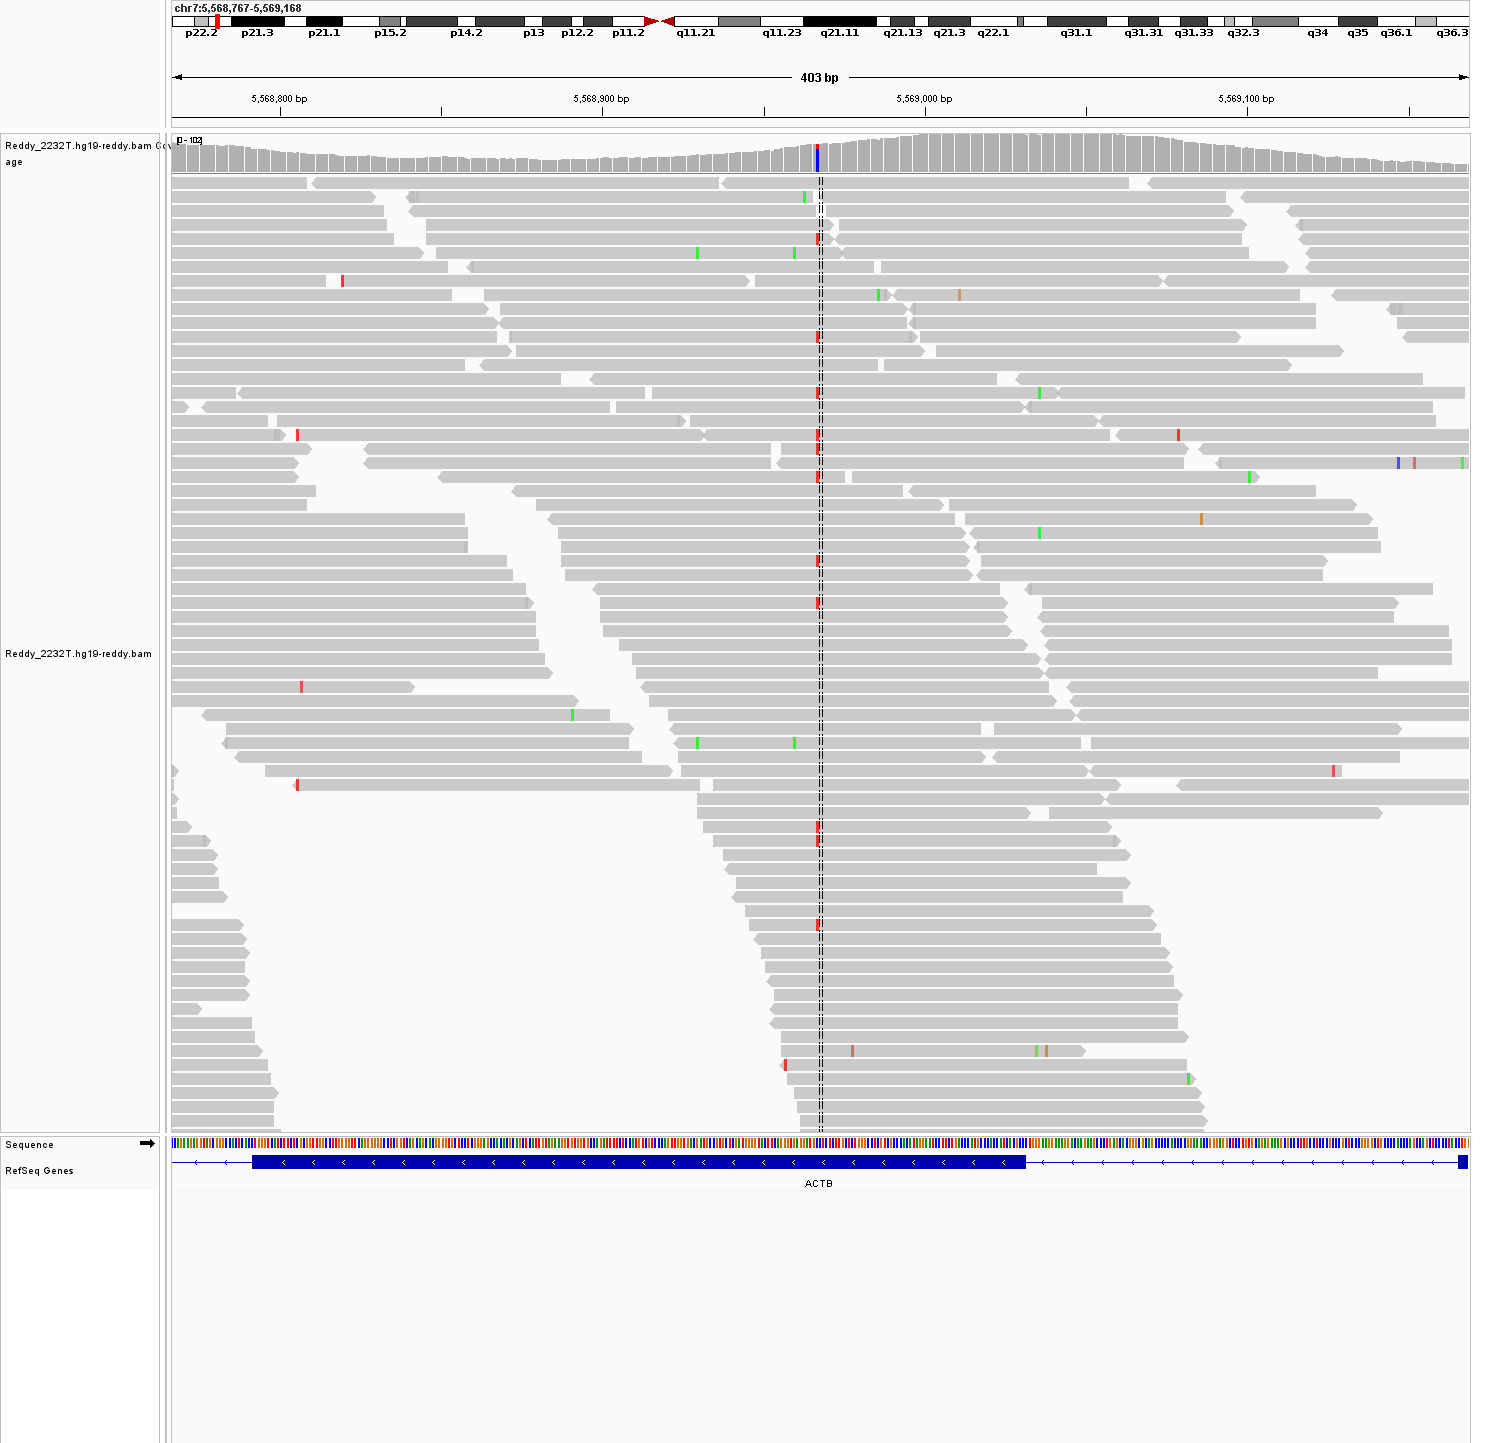 chr7:5,568,767-5,569,168
p22.2 p21.3 p21.1 p15.2 p14.2 p13 p12.2 p11.2 q11.21 q11.23 q21.11 q21.13 q21.3 q22.1 q31.1 q31.31 q31.33 q32.3 q34 q35 q36.1 q36.3
403 bp
5,568,800 bp 5,568,900 bp 5,569,000 bp 5,569,100 bp
Reddy_2232T.hg19-reddy.bam Cov
age
[0 - 102]
Reddy_2232T.hg19-reddy.bam
Sequence
RefSeq Genes
ACTB